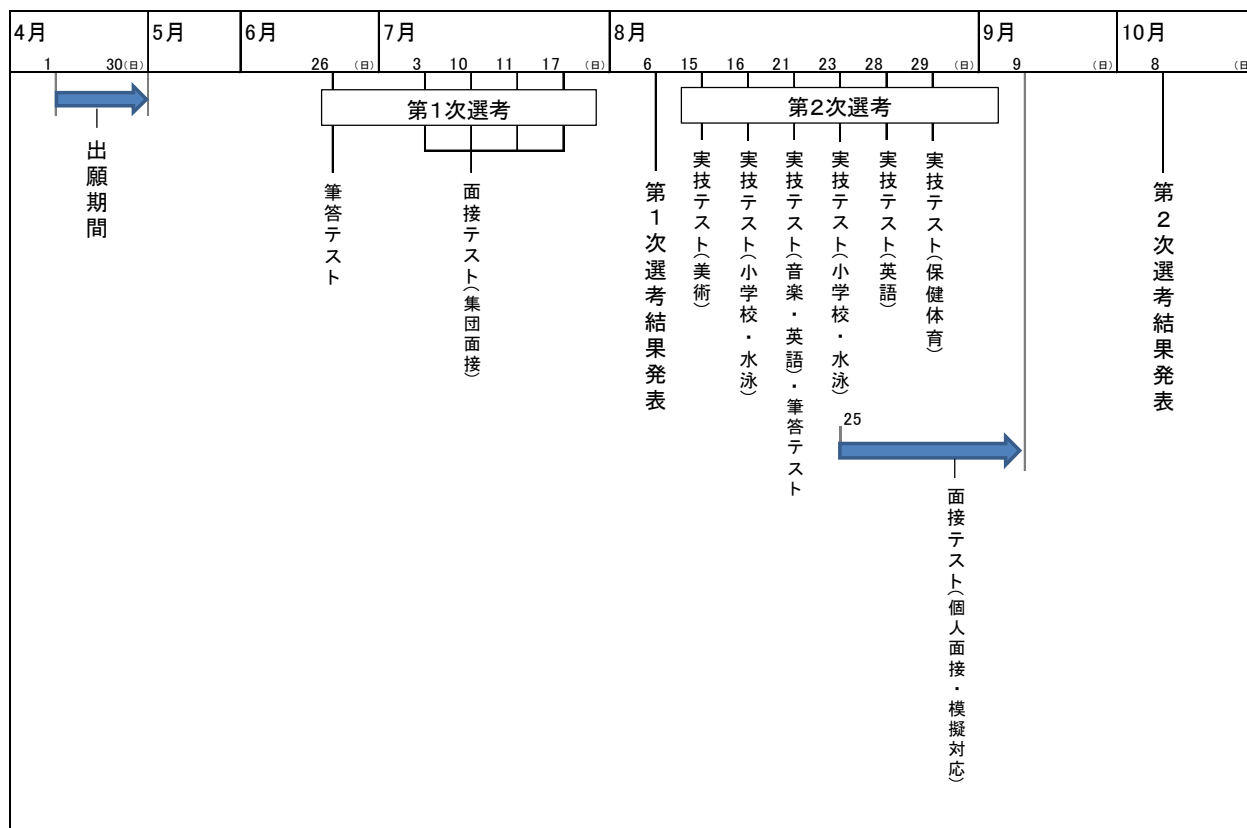 4月
5月
6月
7月
8月
9月
10月
1
30(日)
26
(日)
3
10
11
17
(日)
6
15
16
21
23
28
29
(日)
9
(日)
8
(日
第1次選考
第2次選考
出願期間
筆答テスト
面接テスト(集団面接)
第1次選考結果発表
実技テスト(美術)
実技テスト(小学校・水泳)
実技テスト(音楽・英語)・筆答テスト
実技テスト(小学校・水泳)
実技テスト(英語)
実技テスト(保健体育)
第2次選考結果発表
25
面接テスト(個人面接・模擬対応)